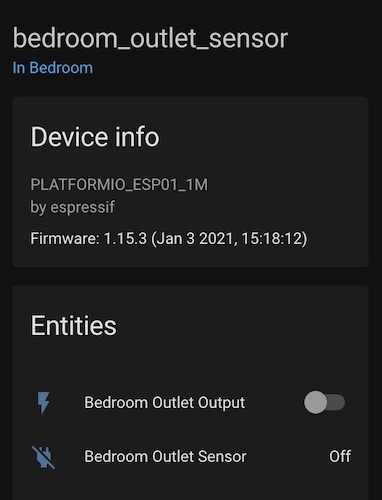 bedroom_outlet_sensor
In Bedroom
Device info
PLATFORMIO_ESP01_1M
by espressif
Firmware: 1.15.3 (Jan 3 2021, 15:18:12)
Entities
Bedroom Outlet Output
Bedroom Outlet Sensor Off